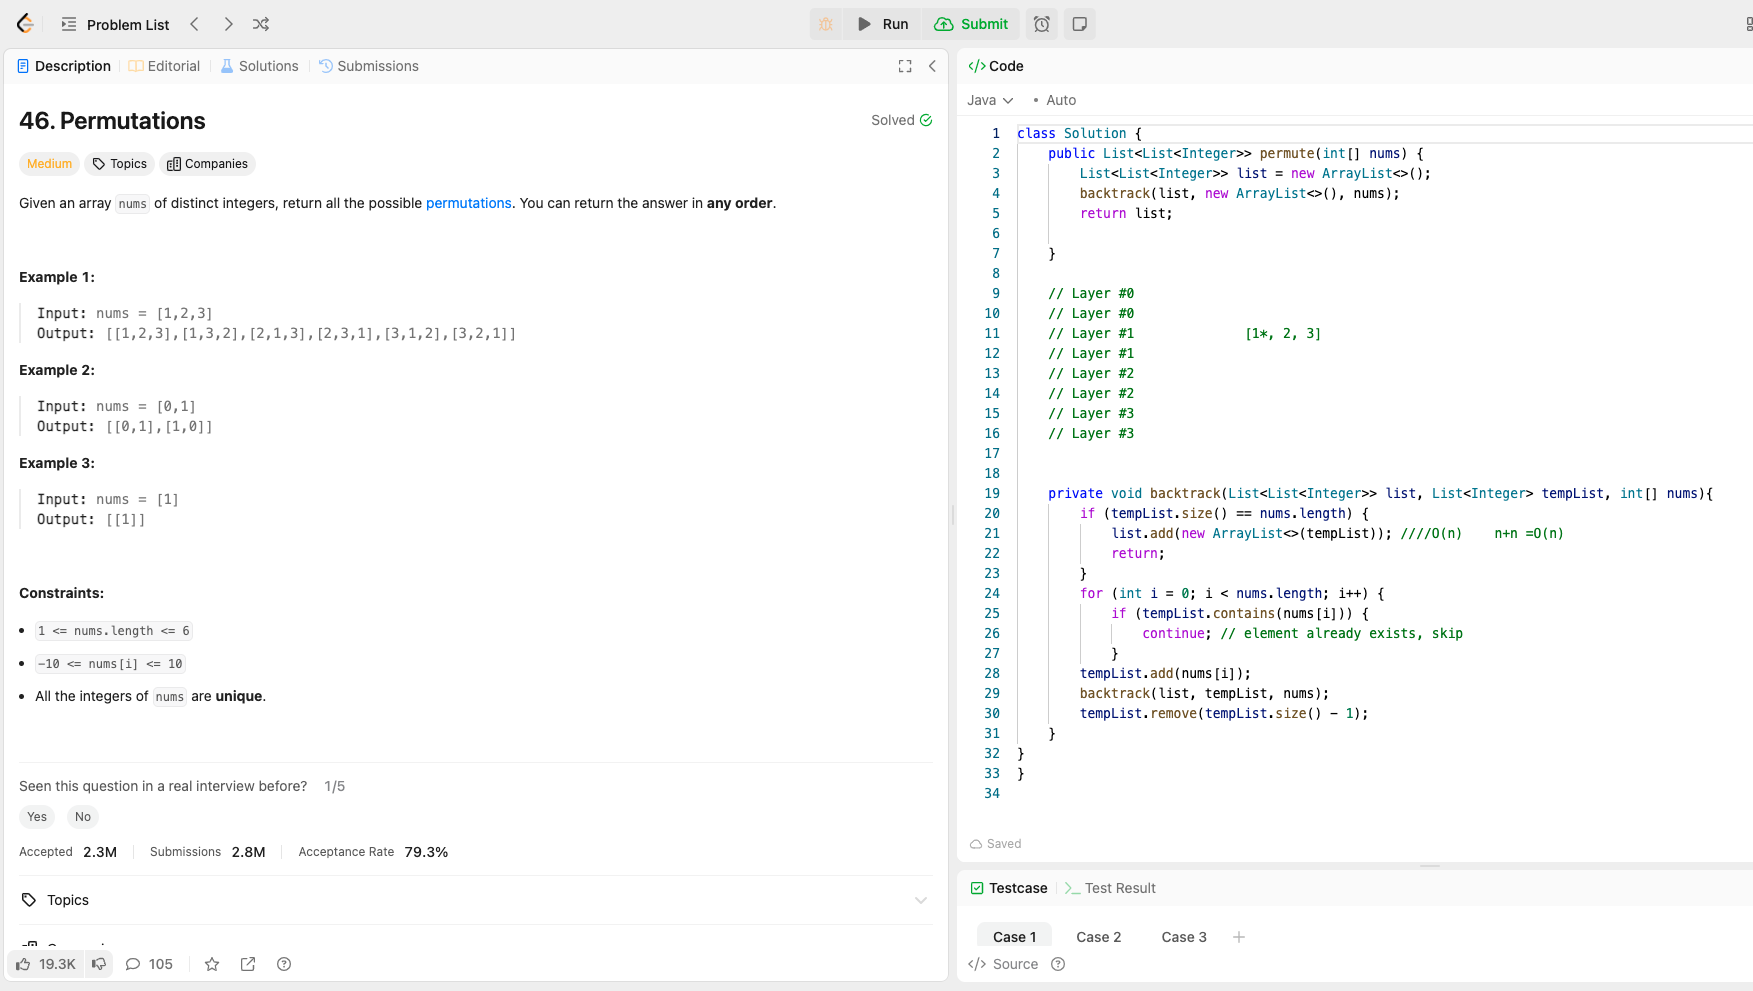 Problem List
Run
Submit
Description
Editorial
Solutions
Submissions
46. Permutations
Solved
Medium
Topics
Companies
Given an array nums of distinct integers, return all the possible permutations. You can return the answer in any order.
Example 1:
Input: nums = [1,2,3]
Output: [[1,2,3],[1,3,2],[2,1,3],[2,3,1],[3,1,2],[3,2,1]]
Example 2:
Input: nums = [0,1]
Output: [[0,1],[1,0]]
Example 3:
Input: nums = [1]
Output: [[1]]
Constraints:
• 1 <= nums.length <= 6
• -10 <= nums[i] <= 10
• All the integers of nums are unique.
Seen this question in a real interview before? 1/5
Yes No
Accepted 2.3M Submissions 2.8M Acceptance Rate 79.3%
Topics
19.3K 105
</> Code
Java • Auto
1 class Solution {
2     public List<List<Integer>> permute(int[] nums) {
3         List<List<Integer>> list = new ArrayList<>();
4         backtrack(list, new ArrayList<>(), nums);
5         return list;
6
7     }
8
9     // Layer #0
10     // Layer #0
11     // Layer #1              [1*, 2, 3]
12     // Layer #1
13     // Layer #2
14     // Layer #2
15     // Layer #3
16     // Layer #3
17
18
19     private void backtrack(List<List<Integer>> list, List<Integer> tempList, int[] nums){
20         if (tempList.size() == nums.length) {
21             list.add(new ArrayList<>(tempList)); ////O(n)    n+n =O(n)
22             return;
23         }
24         for (int i = 0; i < nums.length; i++) {
25             if (tempList.contains(nums[i])) {
26                 continue; // element already exists, skip
27             }
28         tempList.add(nums[i]);
29         backtrack(list, tempList, nums);
30         tempList.remove(tempList.size() - 1);
31     }
32 }
33 }
34
Saved
Testcase
Test Result
Case 1 Case 2 Case 3 +
</> Source